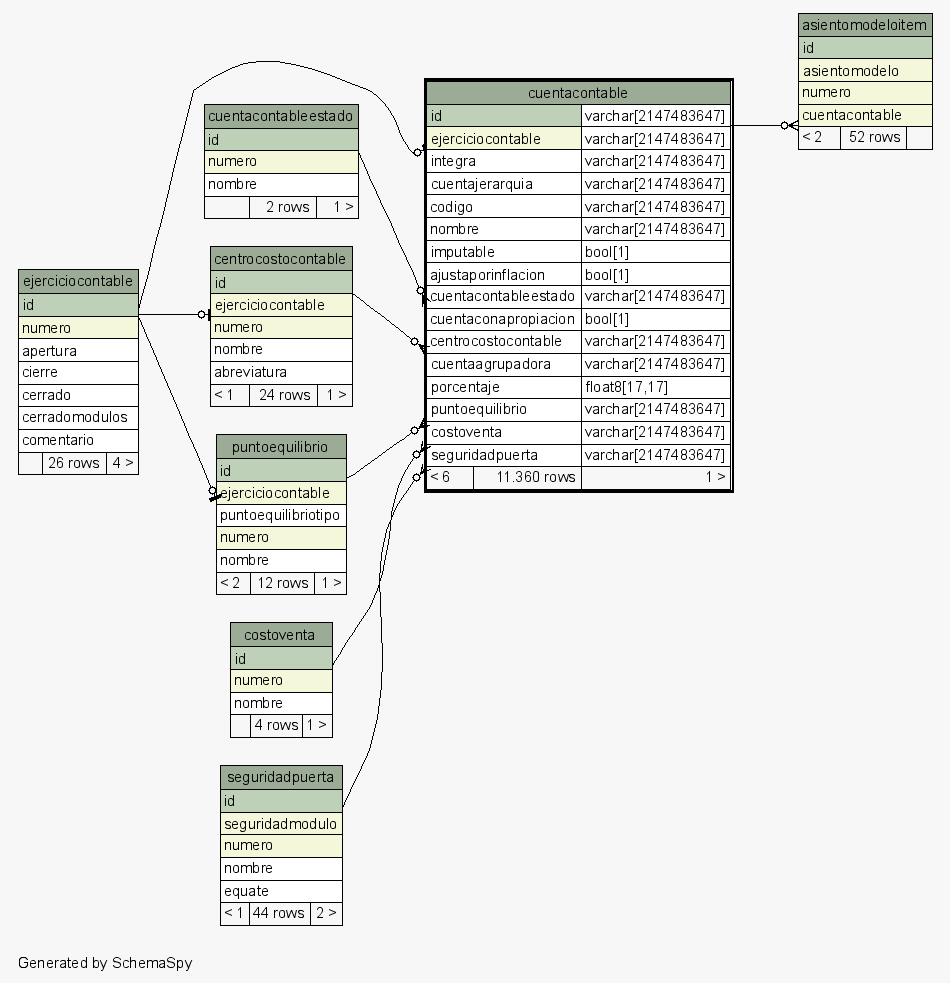 asientomodeloitem
id
asientomodelo
numero
cuentacontable
< 2 52 rows
cuentacontable
id varchar[2147483647]
ejerciciocontable varchar[2147483647]
integra varchar[2147483647]
cuentajerarquia varchar[2147483647]
codigo varchar[2147483647]
nombre varchar[2147483647]
imputable bool[1]
ajustaporinflacion bool[1]
cuentacontableestado varchar[2147483647]
cuentaconapropiacion bool[1]
centrocostocontable varchar[2147483647]
cuentaagrupadora varchar[2147483647]
porcentaje float8[17,17]
puntoequilibrio varchar[2147483647]
costoventa varchar[2147483647]
seguridadpuerta varchar[2147483647]
< 6 11.360 rows 1 >
cuentacontableestado
id
numero
nombre
2 rows 1 >
centrocostocontable
id
ejerciciocontable
numero
nombre
abreviatura
< 1 24 rows 1 >
ejerciciocontable
id
numero
apertura
cierre
cerrado
cerradomodulos
comentario
26 rows 4 >
puntoequilibrio
id
ejerciciocontable
puntoequilibriotipo
numero
nombre
< 2 12 rows 1 >
costoventa
id
numero
nombre
4 rows 1 >
seguridadpuerta
id
seguridadmodulo
numero
nombre
equate
< 1 44 rows 2 >
Generated by SchemaSpy